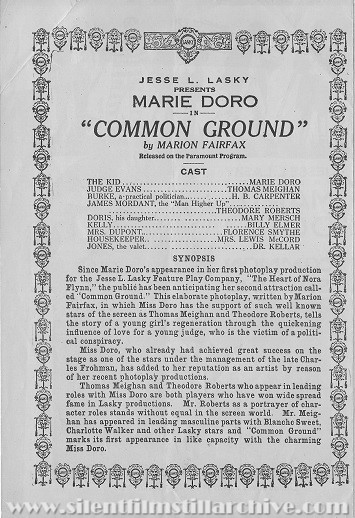 JESSE L. LASKY
PRESENTS
MARIE DORO
IN
"COMMON GROUND"
by MARION FAIRFAX
Released on the Paramount Program.
CAST
THE KID..............................MARIE DORO
JUDGE EVANS....................THOMAS MEIGHAN
BURKE, a practical politician..............H. B. CARPENTER
JAMES MORDANT, the "Man Higher Up"..................
..............................THEODORE ROBERTS
DORIS, his daughter....................MARY MERSCH
KELLY..............................BILLY ELMER
MRS. DUPONT....................FLORENCE SMYTHE
HOUSEKEEPER....................MRS. LEWIS McCORD
JONES, the valet..........................DR. KELLAR
SYNOPSIS
Since Marie Doro's appearance in her first photoplay production
for the Jesse L. Lasky Feature Play Company, "The Heart of Nora
Flynn," the public has been anticipating her second attraction call-
ed "Common Ground." This elaborate photoplay, written by Marion
Fairfax, in which Miss Doro has the support of such well known
stars of the screen as Thomas Meighan and Theodore Roberts, tells
the story of a young girl's regeneration through the quickening
influence of love for a young judge, who is the victim of a politi-
cal conspiracy.
Miss Doro, who already had achieved great success on the
stage as one of the stars under the management of the late Char-
les Frohman, has added to her reputation as an artist by reason
of her recent photoplay productions.
Thomas Meighan and Theodore Roberts who appear in leading
roles with Miss Doro are both players who have won wide spread
fame in Lasky productions. Mr. Roberts as a portrayer of char-
acter roles stands without equal in the screen world. Mr. Meig-
han has appeared in leading masculine parts with Blanche Sweet,
Charlotte Walker and other Lasky stars and "Common Ground"
marks its first appearance in like capacity with the charming
Miss Doro.
www.silentfilmstillarchive.com